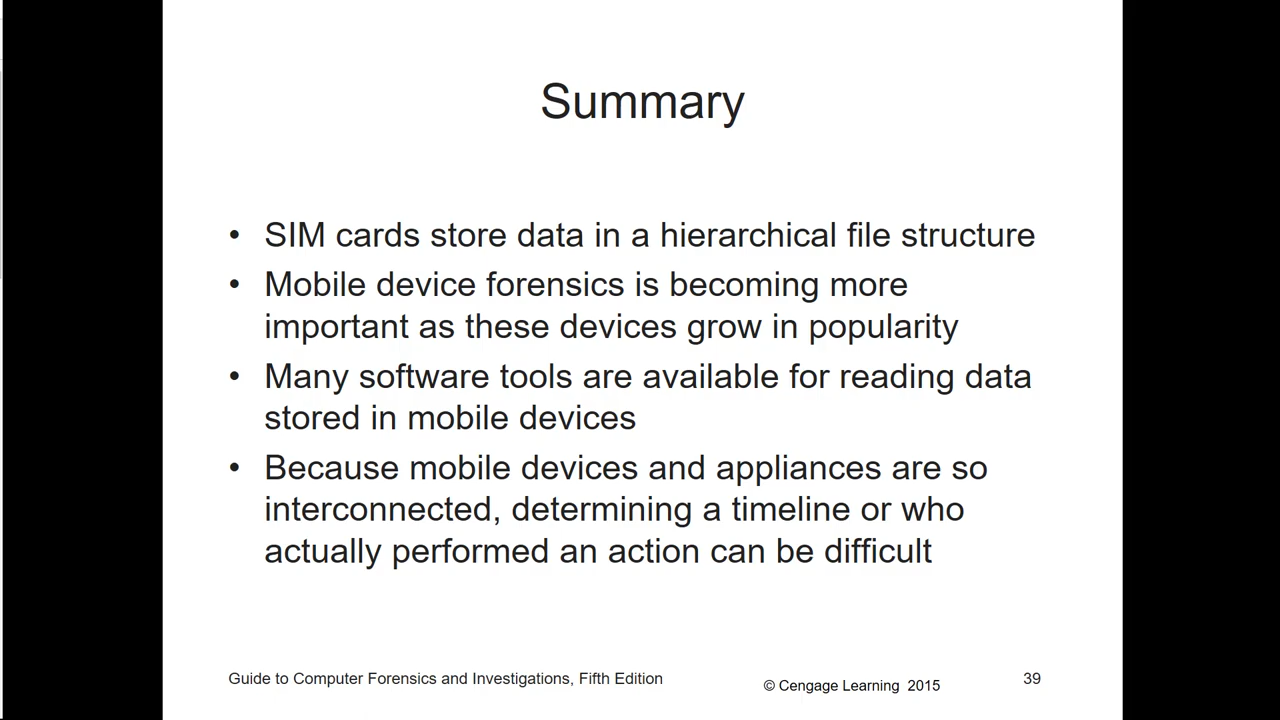 Summary
• SIM cards store data in a hierarchical file structure
• Mobile device forensics is becoming more
important as these devices grow in popularity
• Many software tools are available for reading data
stored in mobile devices
• Because mobile devices and appliances are so
interconnected, determining a timeline or who
actually performed an action can be difficult
Guide to Computer Forensics and Investigations, Fifth Edition
© Cengage Learning 2015
39